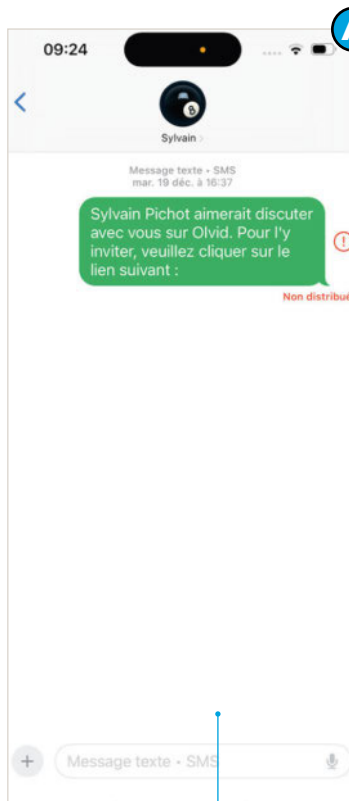 09:24
Sylvain
Message texte • SMS
mar. 19 déc. à 16:37
Sylvain Pichot aimerait discuter
avec vous sur Olvid. Pour l'y
inviter, veuillez cliquer sur le
lien suivant :
Non distribué
Message texte • SMS